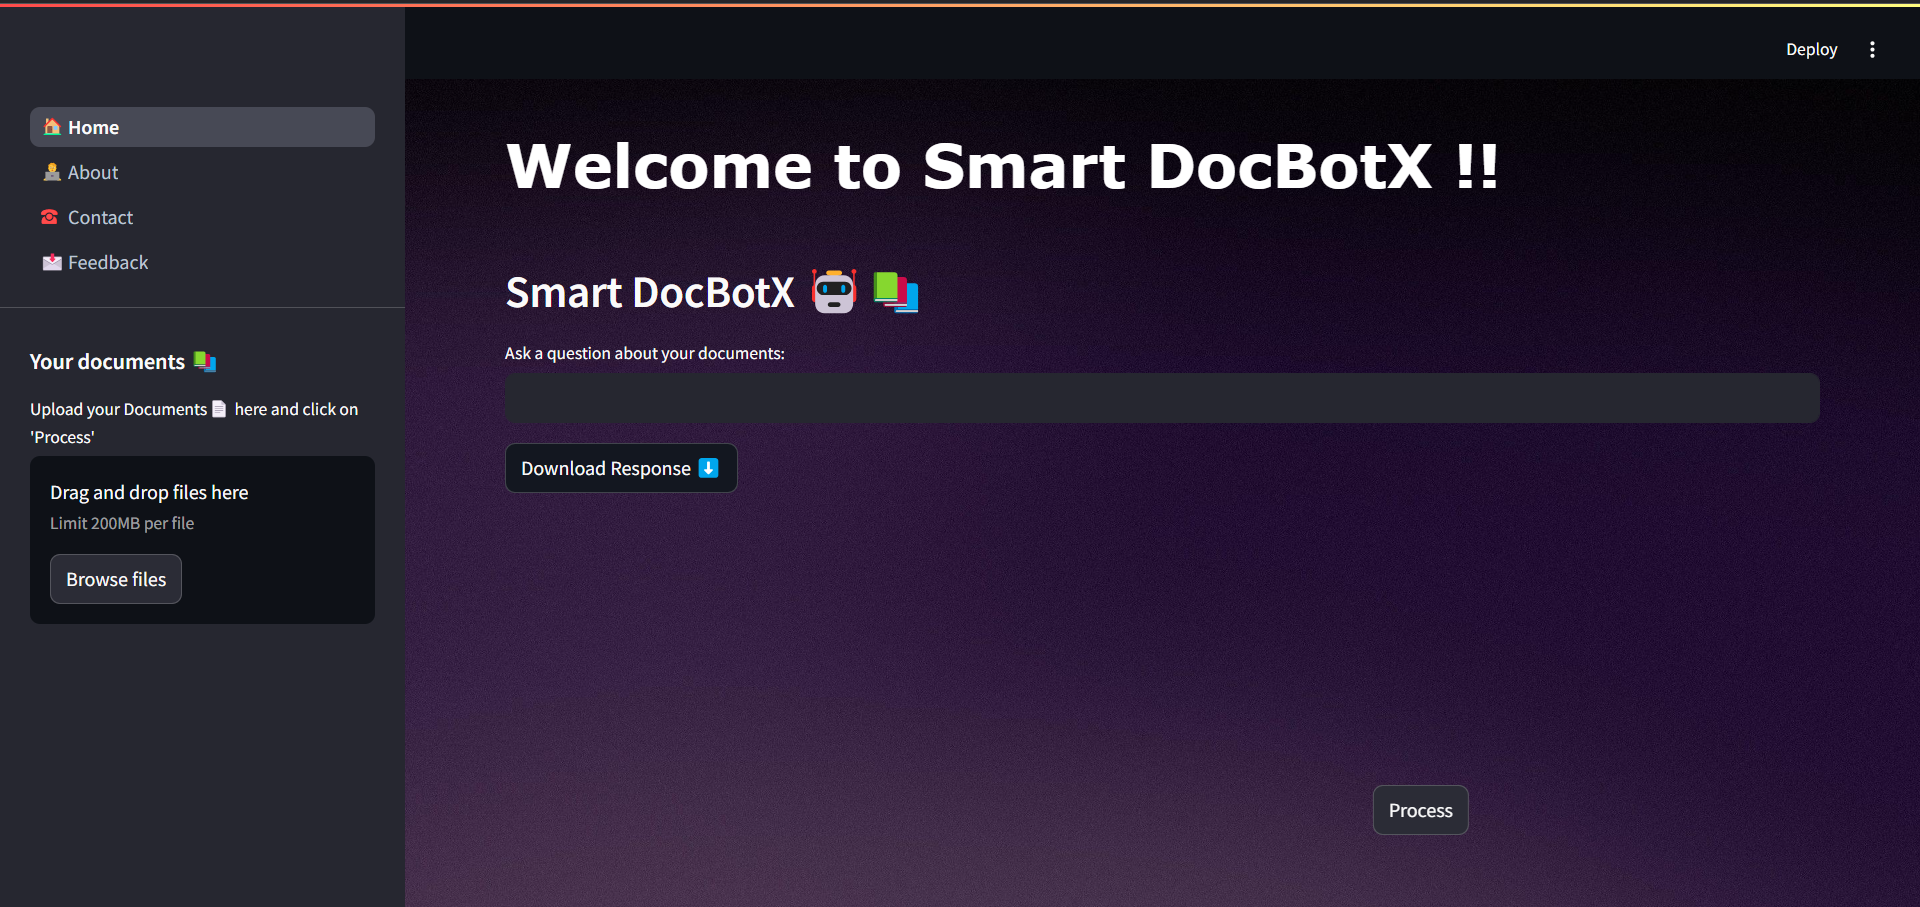 Deploy
🏠 Home
🧑‍💻 About
☎ Contact
📩 Feedback
Your documents 📚
Upload your Documents📄 here and click on
'Process'
Drag and drop files here
Limit 200MB per file
Browse files
Welcome to Smart DocBotX !!
Smart DocBotX 🤖 📚
Ask a question about your documents:
Download Response ⬇️
Process